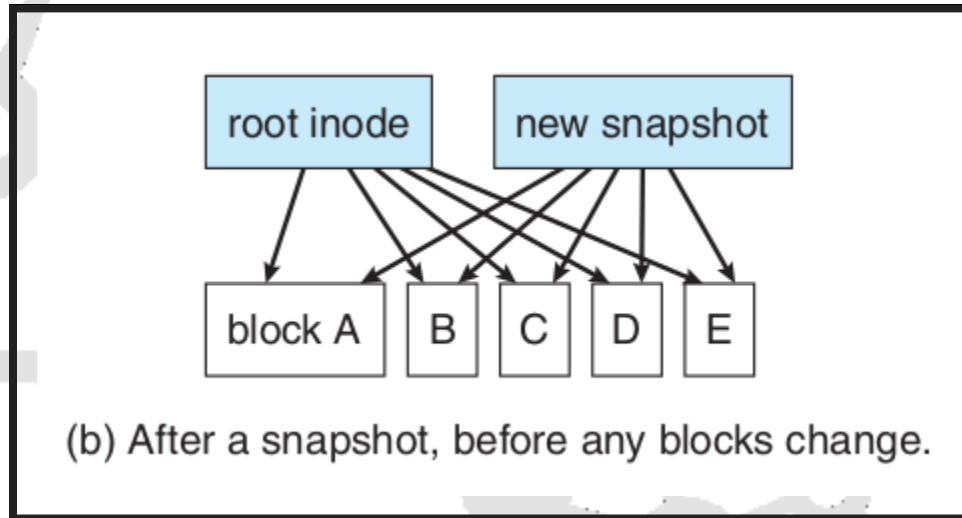 root inode new snapshot
block A B C D E
(b) After a snapshot, before any blocks change.